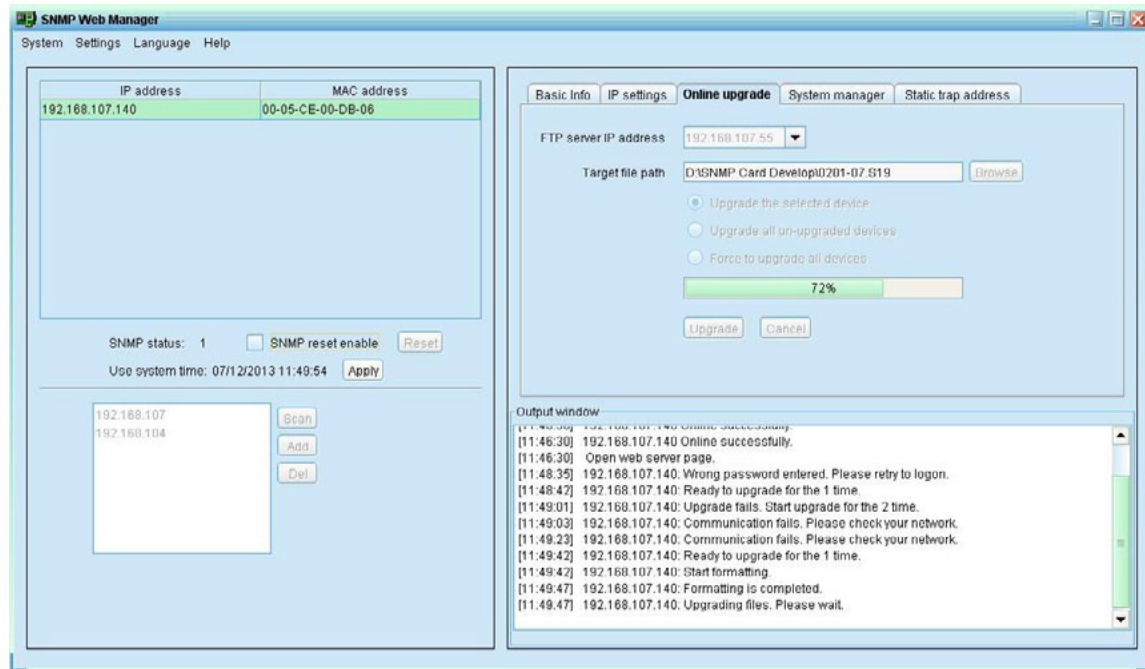 SNMP Web Manager
System Settings Language Help
IP address MAC address
192.168.107.140 00-05-CE-00-DB-06
SNMP status: 1 SNMP reset enable Reset
Use system time: 07/12/2013 11:49:54 Apply
192.168.107
192.168.104
Scan
Add
Del
Basic Info IP settings Online upgrade System manager Static trap address
FTP server IP address 192.168.107.55
Target file path D:\SNMP Card Develop\0201-07.S19 Browse
Upgrade the selected device
Upgrade all un-upgraded devices
Force to upgrade all devices
72%
Upgrade Cancel
Output window
192.168.107.140 Online successfully.
[11:46:30] 192.168.107.140 Online successfully.
[11:46:30] Open web server page.
[11:48:35] 192.168.107.140: Wrong password entered. Please retry to logon.
[11:48:42] 192.168.107.140: Ready to upgrade for the 1 time.
[11:49:01] 192.168.107.140: Upgrade fails. Start upgrade for the 2 time.
[11:49:03] 192.168.107.140: Communication fails. Please check your network.
[11:49:23] 192.168.107.140: Communication fails. Please check your network.
[11:49:42] 192.168.107.140: Ready to upgrade for the 1 time.
[11:49:42] 192.168.107.140: Start formatting.
[11:49:47] 192.168.107.140: Formatting is completed.
[11:49:47] 192.168.107.140: Upgrading files. Please wait.